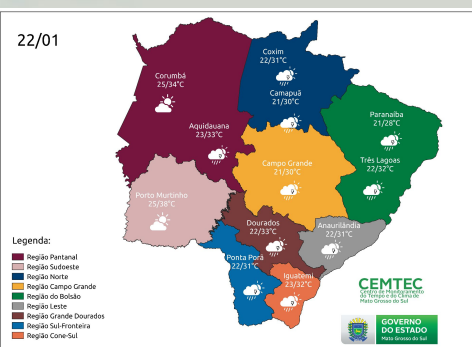 22/01
Coxim
22/31°C
Corumbá
25/34°C
Camapuã
21/30°C
Paranaíba
21/28°C
Aquidauana
23/33°C
Campo Grande
21/30°C
Três Lagoas
22/32°C
Porto Murtinho
25/38°C
Dourados
22/33°C
Anaurilândia
22/31°C
Ponta Porã
22/31°C
Iguatemi
23/32°C
Legenda:
Região Pantanal
Região Sudoeste
Região Norte
Região Campo Grande
Região do Bolsão
Região Leste
Região Grande Dourados
Região Sul-Fronteira
Região Cone-Sul
CEMTEC
Centro de Monitoramento
do Tempo e do Clima de
Mato Grosso do Sul
GOVERNO
DO ESTADO
Mato Grosso do Sul